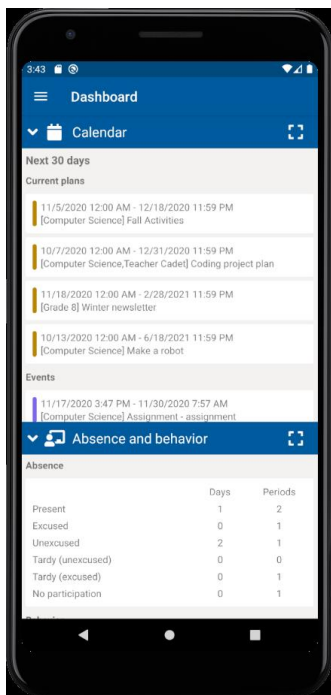 3:43
Dashboard
Calendar
Next 30 days
Current plans
11/5/2020 12:00 AM - 12/18/2020 11:59 PM
[Computer Science] Fall Activities
10/7/2020 12:00 AM - 12/31/2020 11:59 PM
[Computer Science,Teacher Cadet] Coding project plan
11/18/2020 12:00 AM - 2/28/2021 11:59 PM
[Grade 8] Winter newsletter
10/13/2020 12:00 AM - 6/18/2021 11:59 PM
[Computer Science] Make a robot
Events
11/17/2020 3:47 PM - 11/30/2020 7:57 AM
[Computer Science] Assignment - assignment
Absence and behavior
Absence
Days Periods
Present 1 2
Excused 0 1
Unexcused 2 1
Tardy (unexcused) 0 0
Tardy (excused) 0 1
No participation 0 1